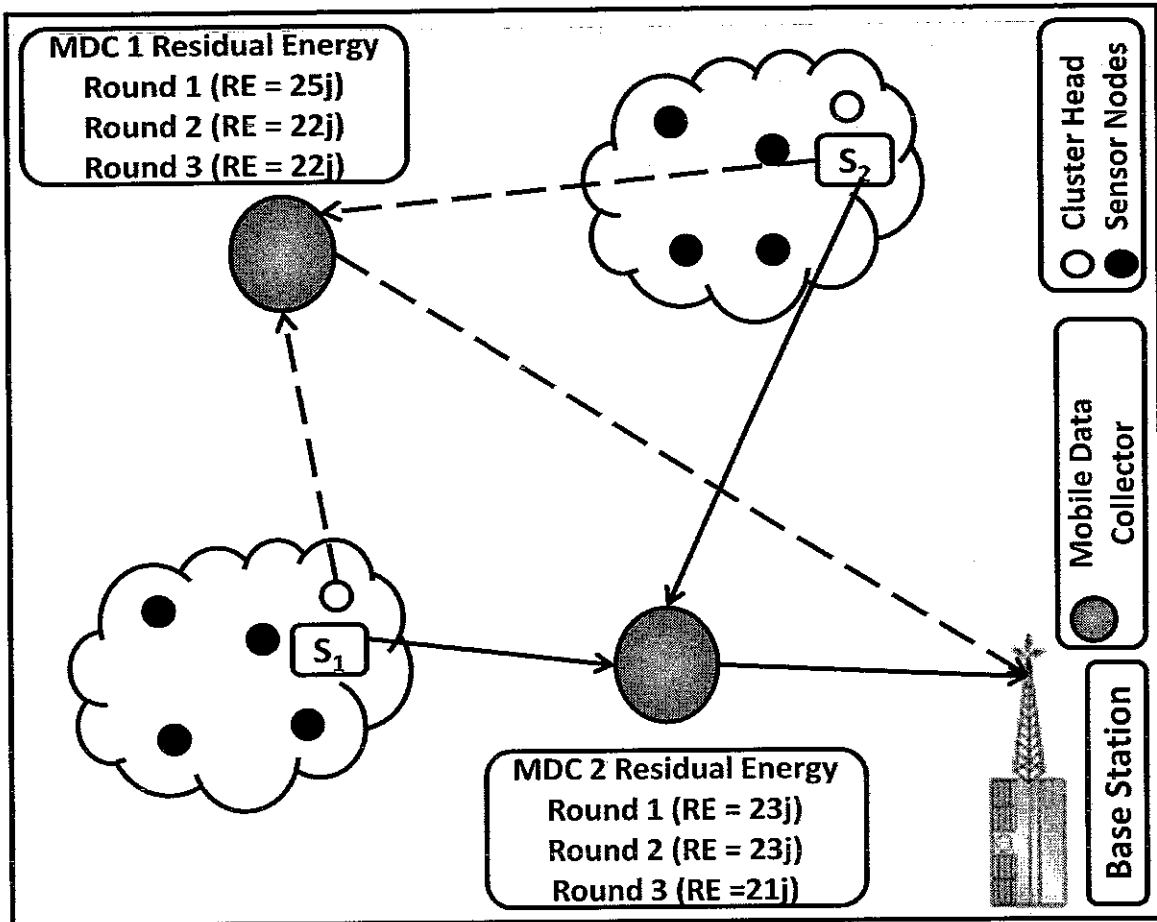 MDC 1 Residual Energy
Round 1 (RE = 25j)
Round 2 (RE = 22j)
Round 3 (RE = 22j)
S2
S1
MDC 2 Residual Energy
Round 1 (RE = 23j)
Round 2 (RE = 23j)
Round 3 (RE =21j)
Cluster Head
Sensor Nodes
Mobile Data
Collector
Base Station